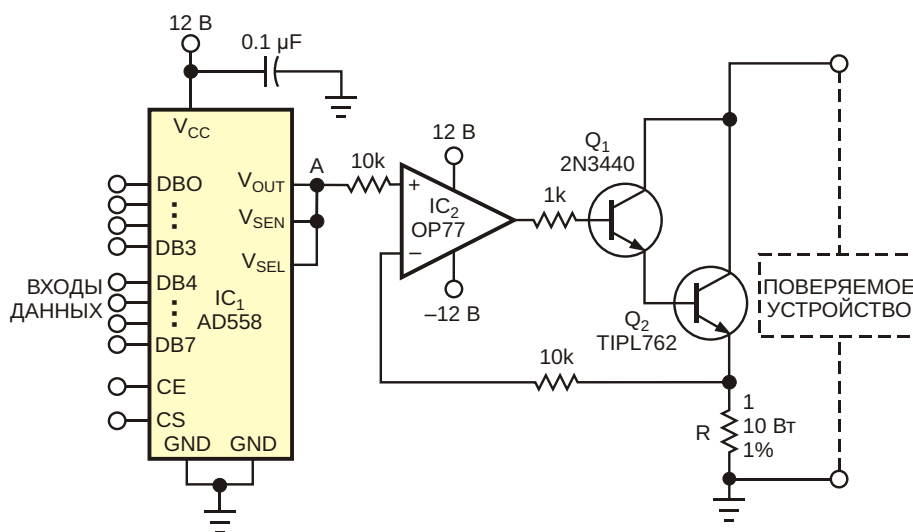 12 В
0.1 µF
VCC
DBO
DB3
DB4
DB7
CE
CS
GND GND
VOUT
VSEN
VSEL
IC1
AD558
ВХОДЫ
ДАННЫХ
A
10k
+
−
IC2
OP77
12 В
–12 В
1k
Q1
2N3440
Q2
TIPL762
10k
R
1
10 Вт
1%
ПОВЕРЯЕМОЕ
УСТРОЙСТВО